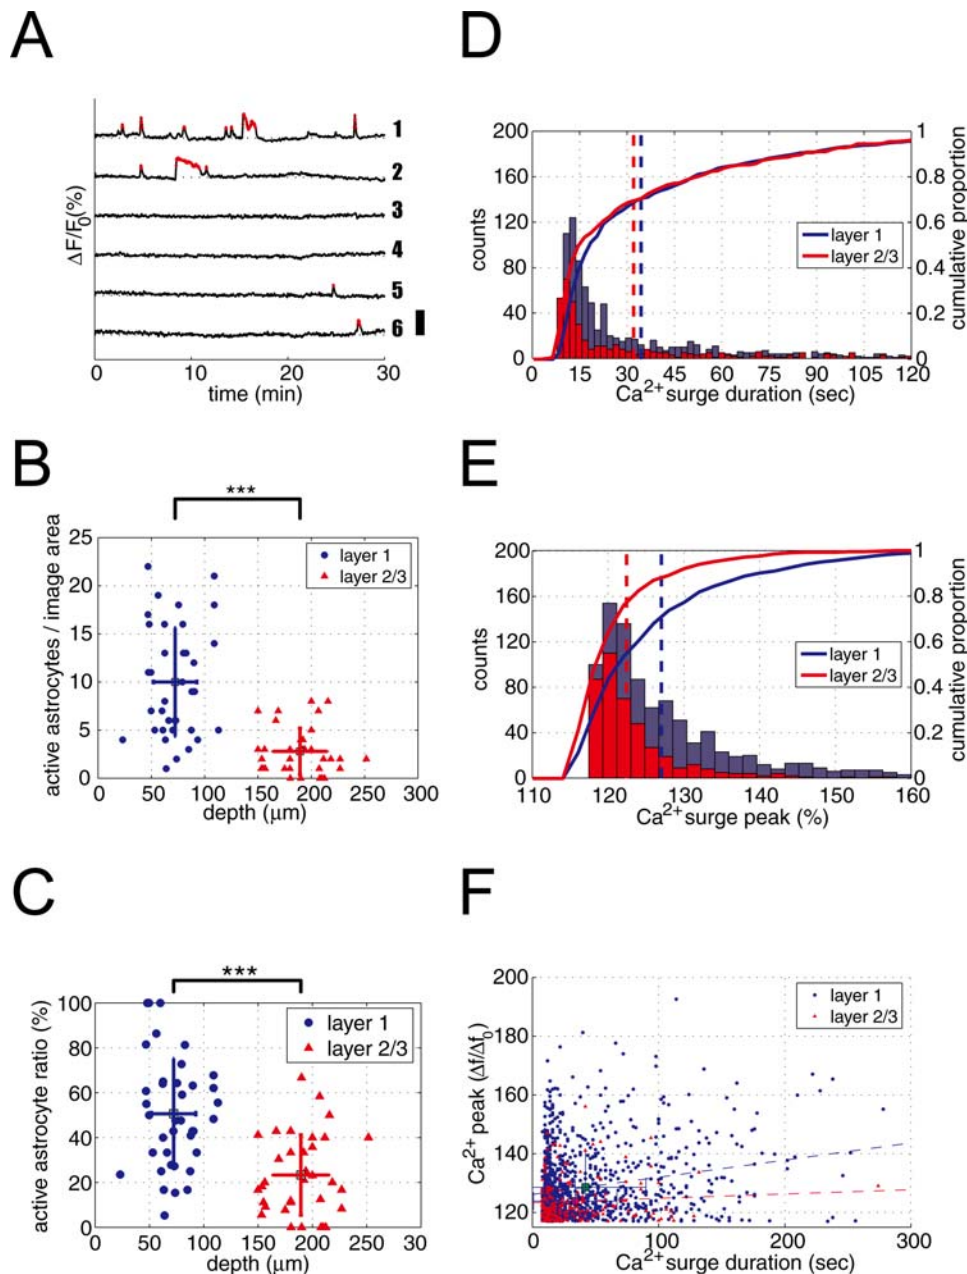 A
ΔF/F0(%)
1
2
3
4
5
6
0 10 20 30
time (min)
B
***
active astrocytes / image area
25
20
15
10
5
0
layer 1
layer 2/3
0 50 100 150 200 250 300
depth (μm)
C
***
active astrocyte ratio (%)
100
80
60
40
20
0
layer 1
layer 2/3
0 50 100 150 200 250 300
depth (μm)
D
counts
200
160
120
80
40
0
layer 1
layer 2/3
1
0.8
0.6
0.4
0.2
0
cumulative proportion
0 15 30 45 60 75 90 105 120
Ca2+ surge duration (sec)
E
counts
200
160
120
80
40
0
layer 1
layer 2/3
1
0.8
0.6
0.4
0.2
0
cumulative proportion
110 120 130 140 150 160
Ca2+ surge peak (%)
F
Ca2+ peak (Δf/Δf0)
200
180
160
140
120
layer 1
layer 2/3
0 100 200 300
Ca2+ surge duration (sec)